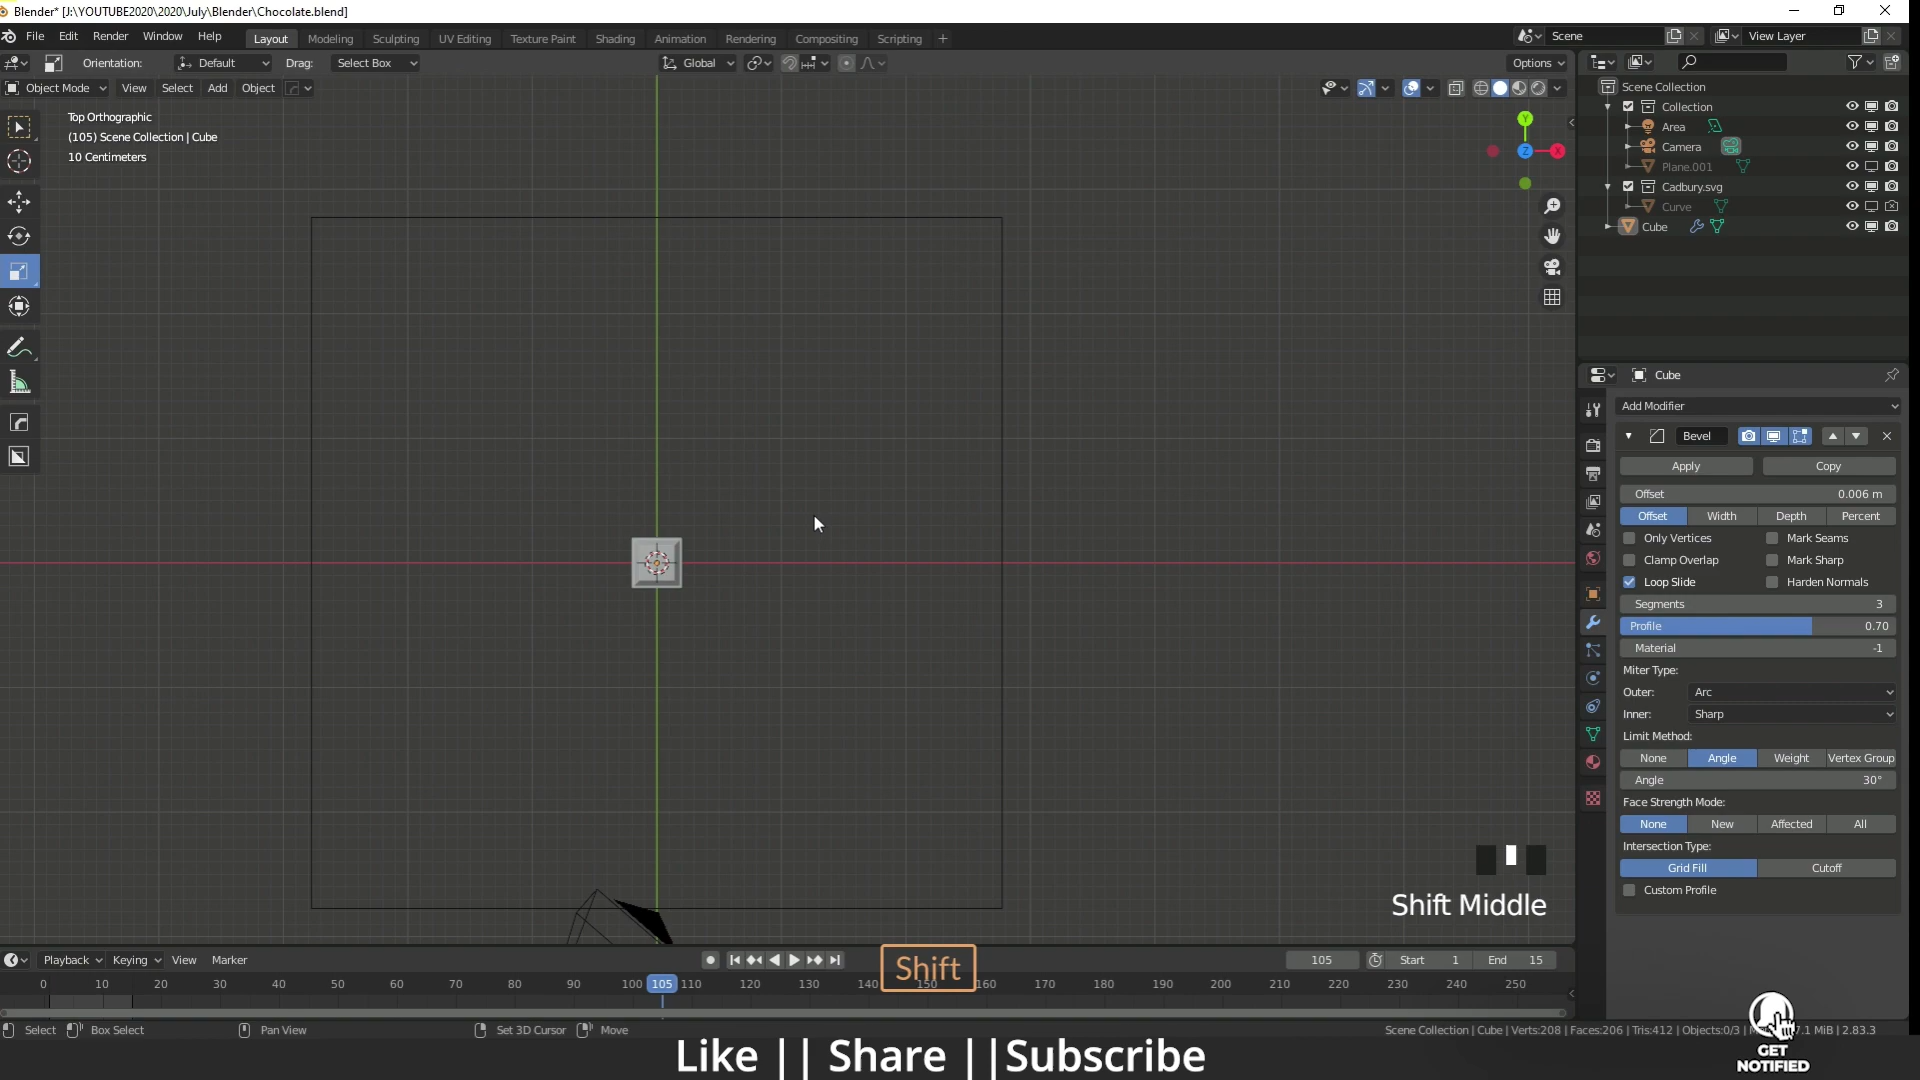 Blender* [J:\YOUTUBE2020\2020\July\Blender\Chocolate.blend]
File Edit Render Window Help Layout Modeling Sculpting UV Editing Texture Paint Shading Animation Rendering Compositing Scripting + Scene View Layer
Orientation: Default Drag: Select Box Global Options
Object Mode View Select Add Object
Top Orthographic
(105) Scene Collection | Cube
10 Centimeters
Y
Z
X
Scene Collection
Collection
Area
Camera
Plane.001
Cadbury.svg
Curve
Cube
Cube
Add Modifier
Bevel
Apply Copy
Offset 0.006 m
Offset Width Depth Percent
Only Vertices Mark Seams
Clamp Overlap Mark Sharp
Loop Slide Harden Normals
Segments 3
Profile 0.70
Material -1
Miter Type:
Outer: Arc
Inner: Sharp
Limit Method:
None Angle Weight Vertex Group
Angle 30°
Face Strength Mode:
None New Affected All
Intersection Type:
Grid Fill Cutoff
Custom Profile
Shift Middle
Playback Keying View Marker 105 Start 1 End 15
Shift
0 10 20 30 40 50 60 70 80 90 100 105 110 120 130 140 150 160 170 180 190 200 210 220 230 240 250
Select Box Select Pan View Set 3D Cursor Move Scene Collection | Cube | Verts:208 | Faces:206 | Tris:412 | Objects:0/3 | 7.1 MiB | 2.83.3
Like || Share ||Subscribe
GET
NOTIFIED